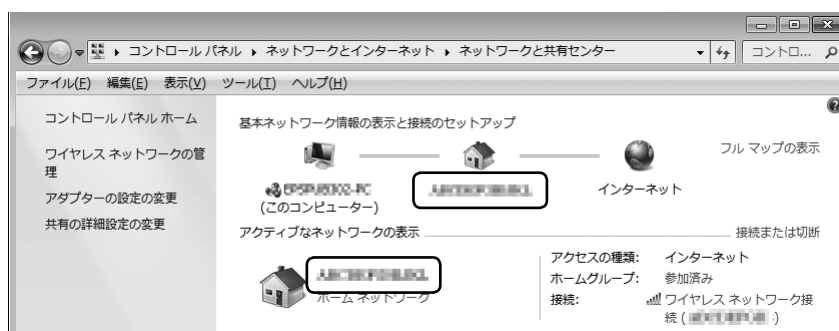 コントロール パネル ▸ ネットワークとインターネット ▸ ネットワークと共有センター
コントロ...
ファイル(F) 編集(E) 表示(V) ツール(T) ヘルプ(H)
コントロール パネル ホーム
ワイヤレス ネットワークの管
理
アダプターの設定の変更
共有の詳細設定の変更
基本ネットワーク情報の表示と接続のセットアップ
フル マップの表示
(このコンピューター)
インターネット
アクティブなネットワークの表示
接続または切断
ホーム ネットワーク
アクセスの種類: インターネット
ホームグループ: 参加済み
接続: ワイヤレス ネットワーク接
続 (